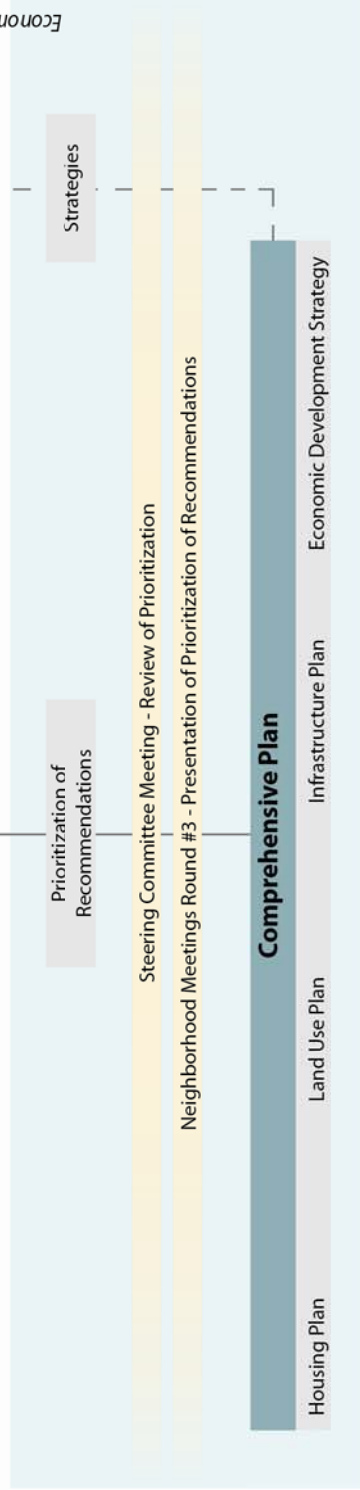 Econo
Prioritization of
Recommendations
Strategies
Steering Committee Meeting - Review of Prioritization
Neighborhood Meetings Round #3 - Presentation of Prioritization of Recommendations
Comprehensive Plan
Housing Plan
Land Use Plan
Infrastructure Plan
Economic Development Strategy